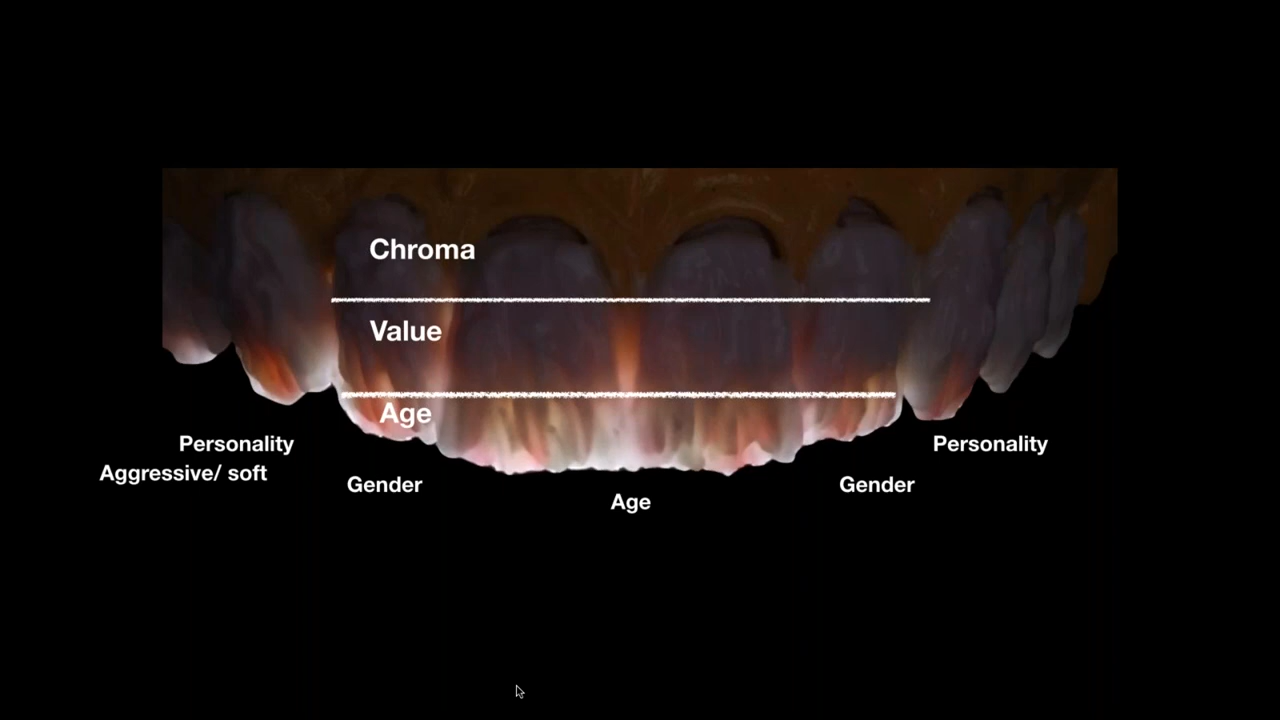 Chroma
Value
Age
Personality
Personality
Aggressive/ soft
Gender
Gender
Age